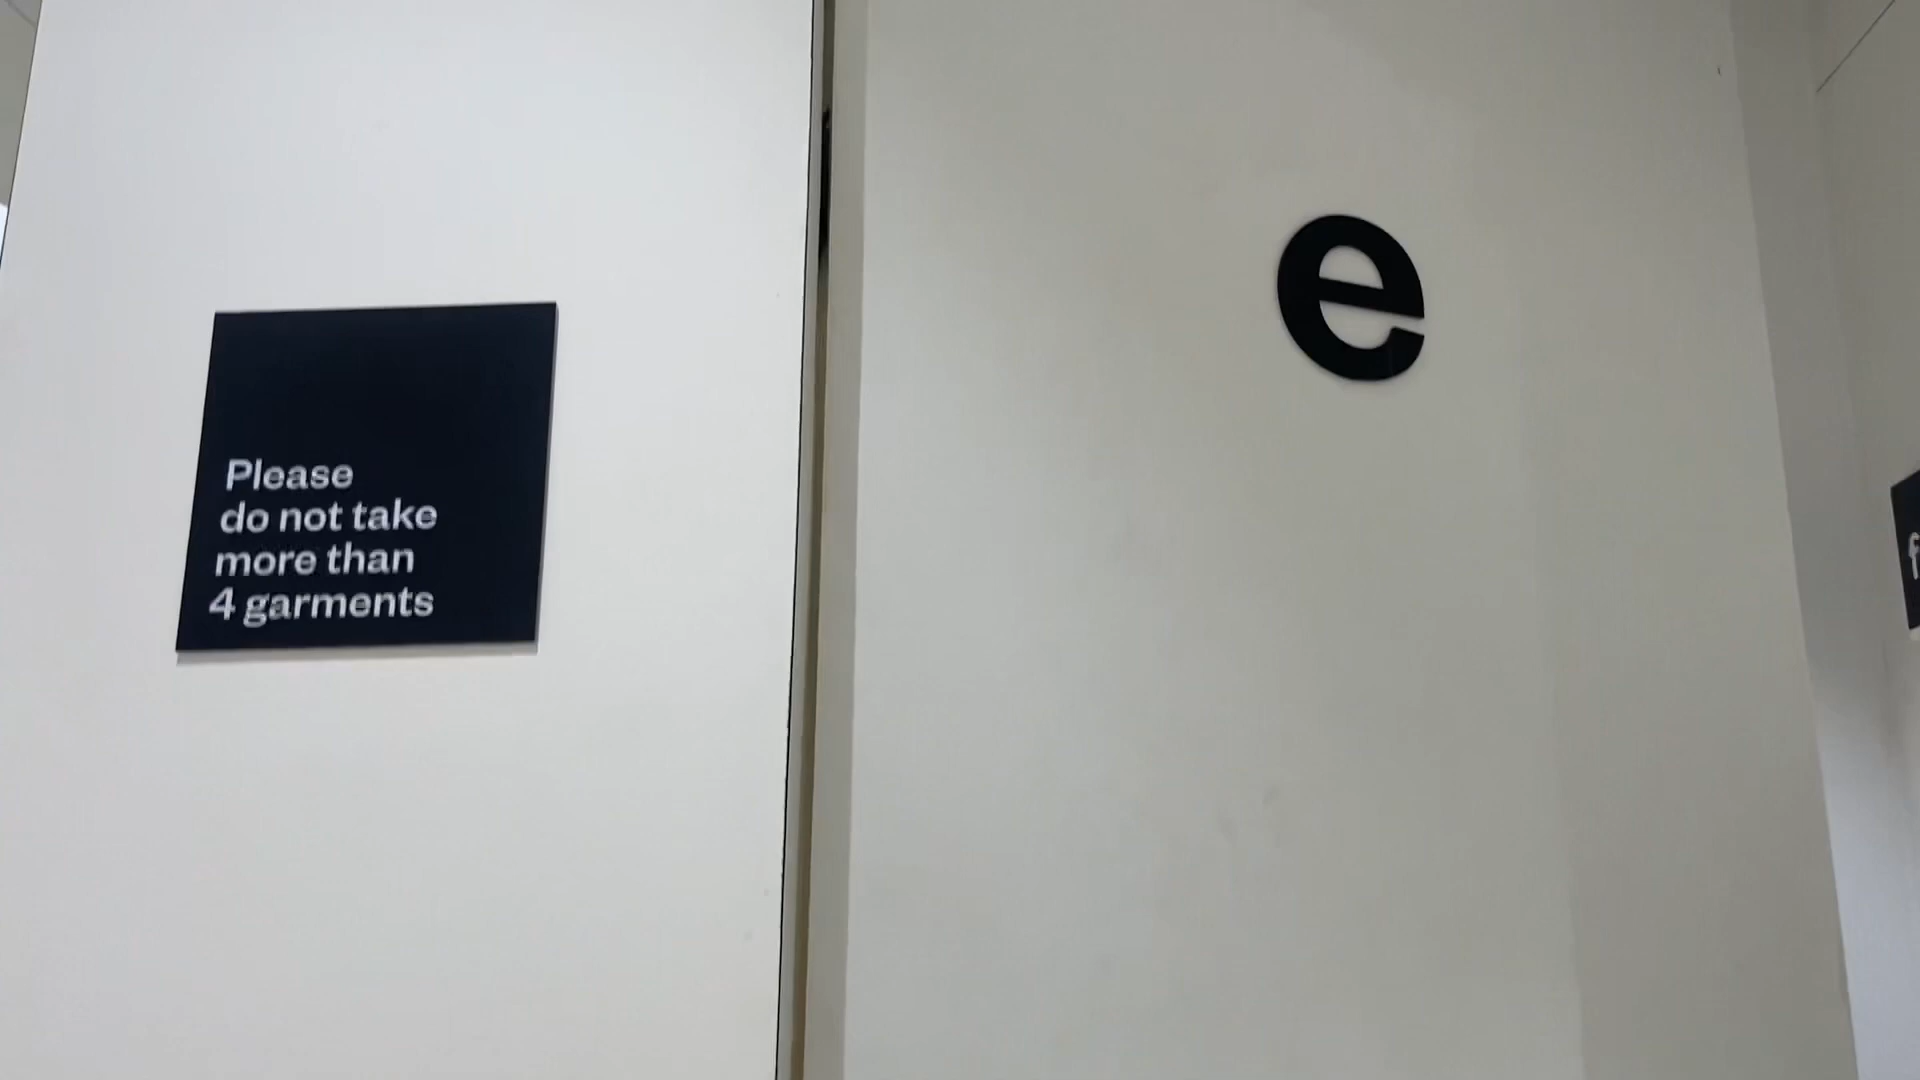 Please
do not take
more than
4 garments
e